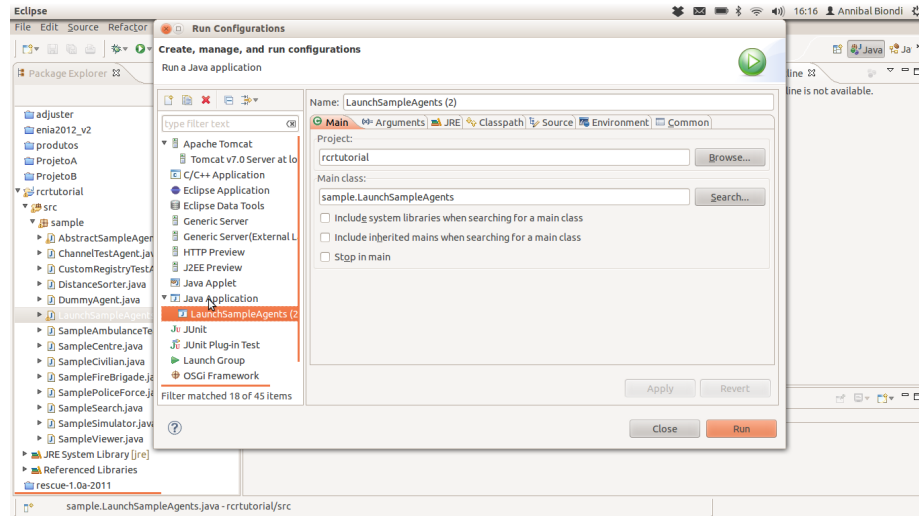 Eclipse
16:16 Annibal Biondi
File Edit Source Refactor
Run Configurations
Java
Ja
Package Explorer
Create, manage, and run configurations
Run a Java application
line
line is not available.
adjuster
enia2012_v2
produtos
ProjetoA
ProjetoB
rcrtutorial
src
sample
AbstractSampleAgen
ChannelTestAgent.jav
CustomRegistryTestA
DistanceSorter.java
DummyAgent.java
LaunchSampleAgents
SampleAmbulanceTe
SampleCentre.java
SampleCivilian.java
SampleFireBrigade.ja
SamplePoliceForce.ja
SampleSearch.java
SampleSimulator.java
SampleViewer.java
JRE System Library [jre]
Referenced Libraries
rescue-1.0a-2011
type filter text
Apache Tomcat
Tomcat v7.0 Server at lo
C/C++ Application
Eclipse Application
Eclipse Data Tools
Generic Server
Generic Server(External L
HTTP Preview
J2EE Preview
Java Applet
Java Application
LaunchSampleAgents (2
JUnit
JUnit Plug-in Test
Launch Group
OSGi Framework
Filter matched 18 of 45 items
Name: LaunchSampleAgents (2)
Main Arguments JRE Classpath Source Environment Common
Project:
rcrtutorial Browse...
Main class:
sample.LaunchSampleAgents Search...
Include system libraries when searching for a main class
Include inherited mains when searching for a main class
Stop in main
Apply Revert
Close Run
sample.LaunchSampleAgents.java - rcrtutorial/src